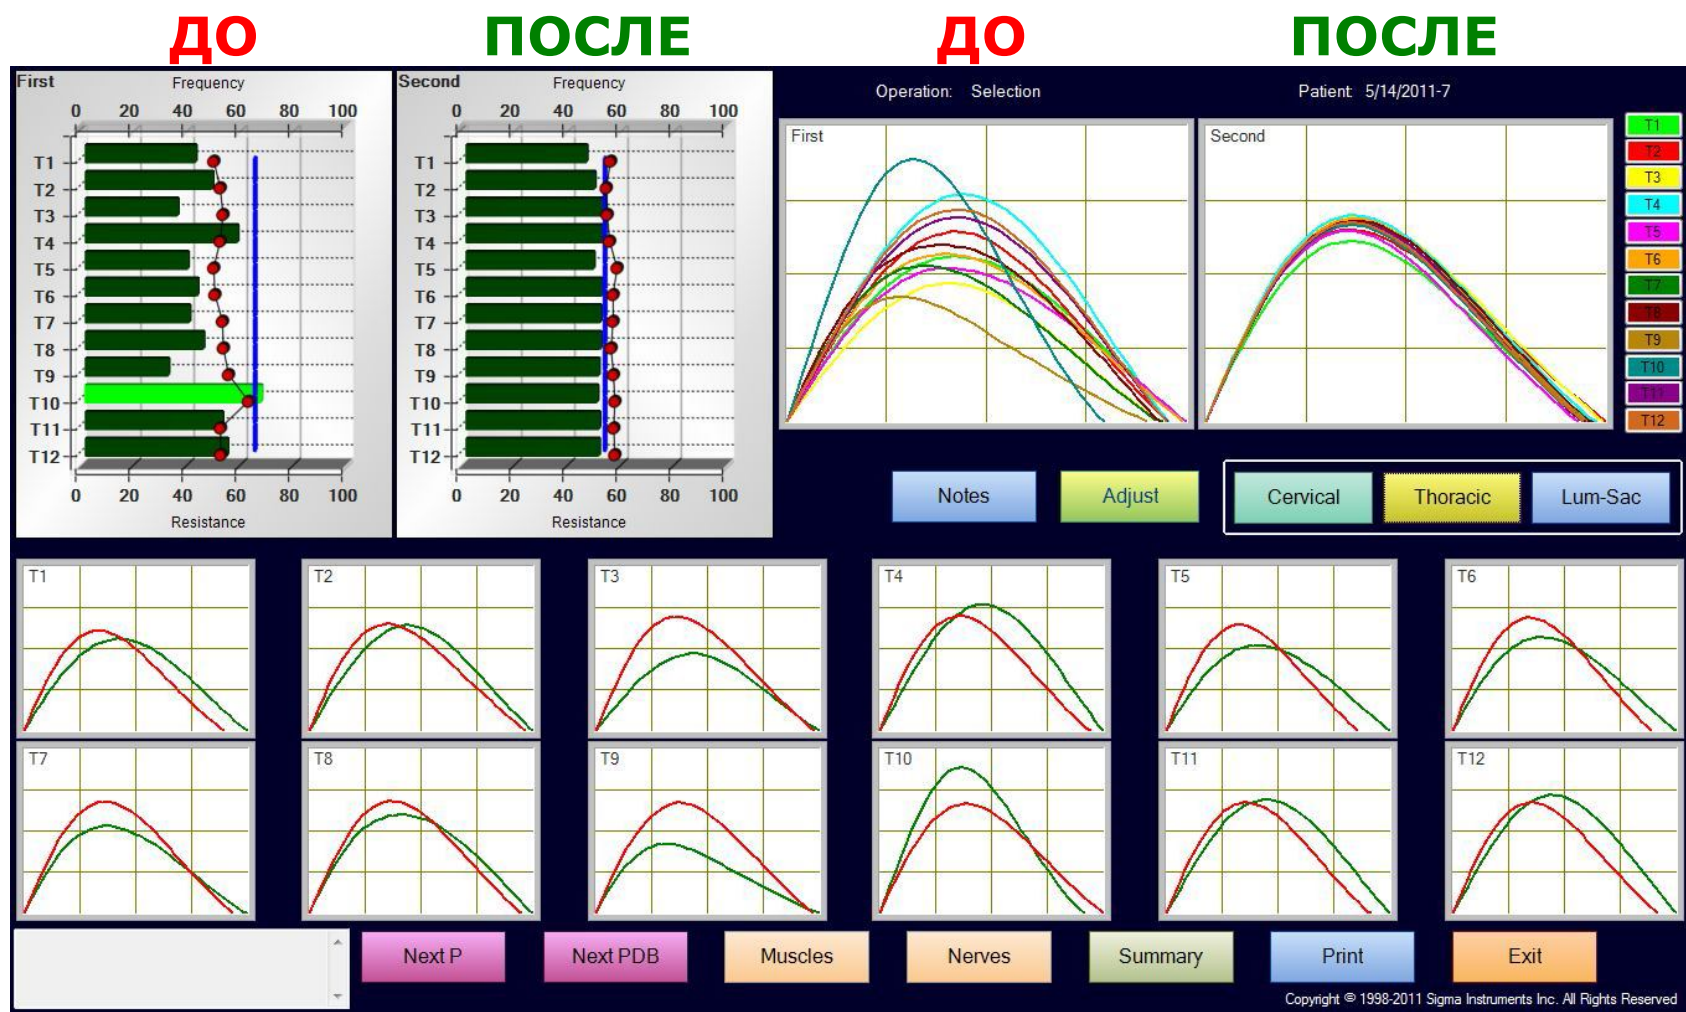 ДО ПОСЛЕ ДО ПОСЛЕ
First Frequency
0 20 40 60 80 100
T1
T2
T3
T4
T5
T6
T7
T8
T9
T10
T11
T12
0 20 40 60 80 100
Resistance
Second Frequency
0 20 40 60 80 100
T1
T2
T3
T4
T5
T6
T7
T8
T9
T10
T11
T12
0 20 40 60 80 100
Resistance
Operation: Selection
Patient: 5/14/2011-7
First
Second
T1
T2
T3
T4
T5
T6
T7
T8
T9
T10
T11
T12
Notes
Adjust
Cervical
Thoracic
Lum-Sac
T1
T2
T3
T4
T5
T6
T7
T8
T9
T10
T11
T12
Next P
Next PDB
Muscles
Nerves
Summary
Print
Exit
Copyright © 1998-2011 Sigma Instruments Inc. All Rights Reserved